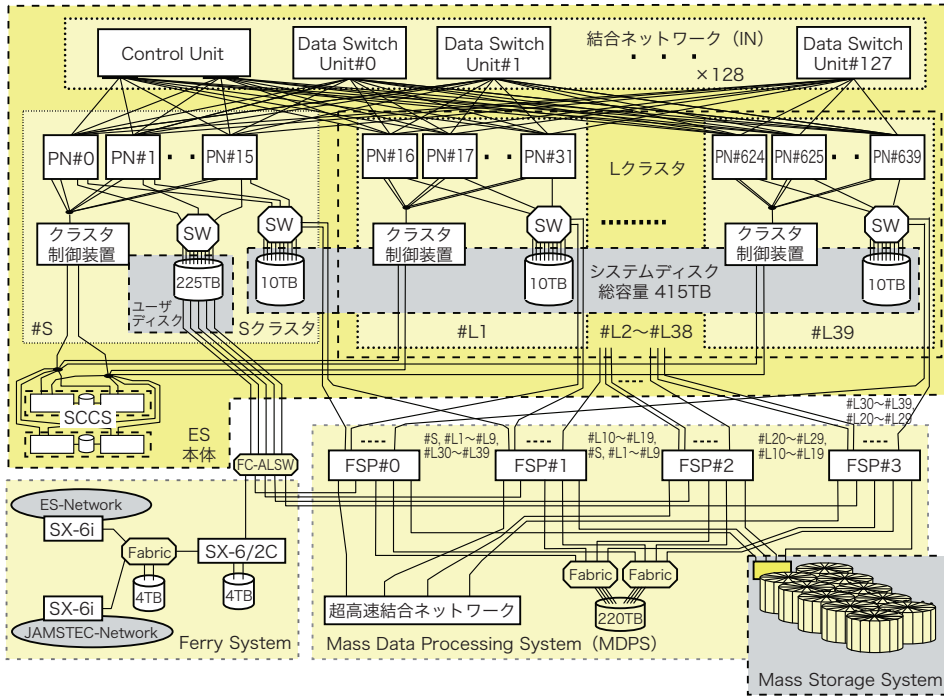 Control Unit
Data Switch
Unit#0
Data Switch
Unit#1
結合ネットワーク（IN）
・ ・ ・
×128
Data Switch
Unit#127
PN#0
PN#1
・・
PN#15
PN#16
PN#17
・・
PN#31
Lクラスタ
PN#624
PN#625
・・
PN#639
クラスタ
制御装置
SW
SW
クラスタ
制御装置
SW
クラスタ
制御装置
SW
225TB
10TB
10TB
システムディスク
総容量 415TB
10TB
ユーザ
ディスク
#S
Sクラスタ
#L1
#L2〜#L38
#L39
SCCS
ES
本体
#L30〜#L39,
#L20〜#L29
#S, #L1〜#L9,
#L30〜#L39
#L10〜#L19,
#S, #L1〜#L9
#L20〜#L29,
#L10〜#L19
FC-ALSW
FSP#0
FSP#1
FSP#2
FSP#3
ES-Network
SX-6i
Fabric
SX-6/2C
4TB
4TB
SX-6i
JAMSTEC-Network
Ferry System
Fabric
Fabric
超高速結合ネットワーク
220TB
Mass Data Processing System（MDPS）
Mass Storage System